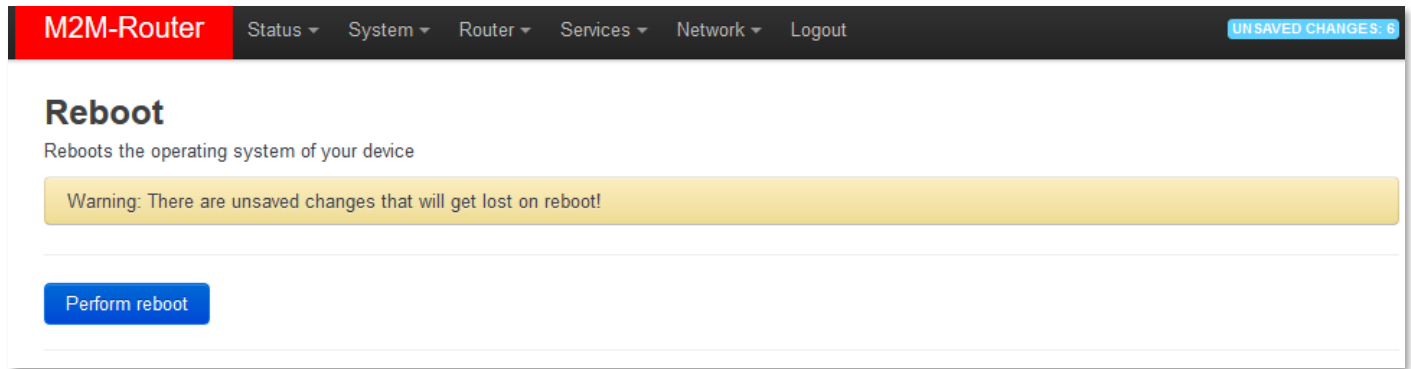 M2M-Router Status System Router Services Network Logout UNSAVED CHANGES: 6
Reboot
Reboots the operating system of your device
Warning: There are unsaved changes that will get lost on reboot!
Perform reboot